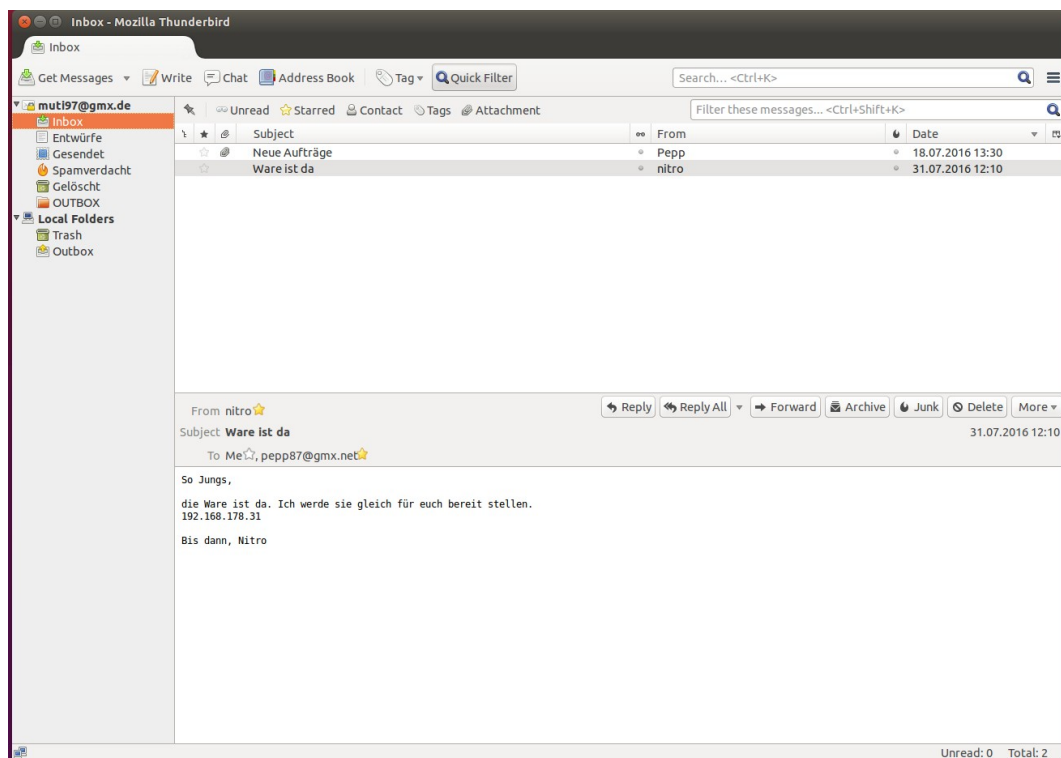 Inbox - Mozilla Thunderbird
Inbox
Get Messages Write Chat Address Book Tag Quick Filter Search... <Ctrl+K>
muti97@gmx.de
Inbox
Entwürfe
Gesendet
Spamverdacht
Gelöscht
OUTBOX
Local Folders
Trash
Outbox
Unread Starred Contact Tags Attachment Filter these messages... <Ctrl+Shift+K>
Subject From Date
Neue Aufträge Pepp 18.07.2016 13:30
Ware ist da nitro 31.07.2016 12:10
From nitro Reply Reply All Forward Archive Junk Delete More
Subject Ware ist da 31.07.2016 12:10
To Me, pepp87@gmx.net
So Jungs,
die Ware ist da. Ich werde sie gleich für euch bereit stellen.
192.168.178.31
Bis dann, Nitro
Unread: 0 Total: 2